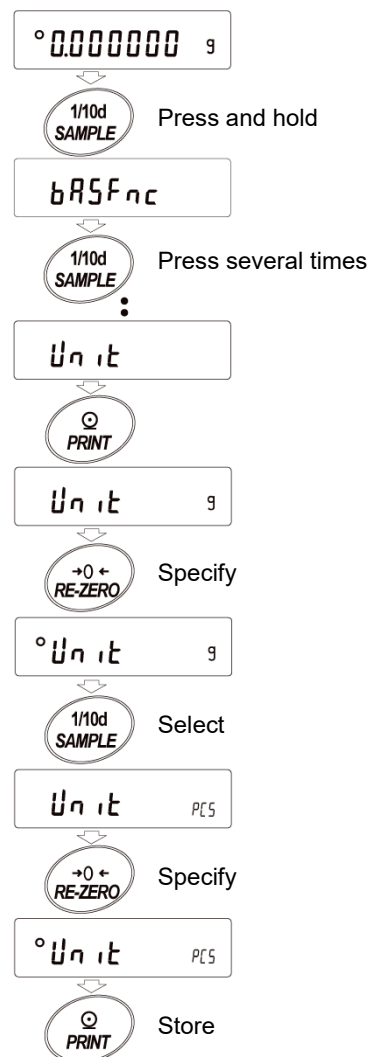 °0.000000 g
1/10d
SAMPLE
Press and hold
bASFnc
1/10d
SAMPLE
Press several times
Unit
PRINT
Unit g
→0←
RE-ZERO
Specify
°Unit g
1/10d
SAMPLE
Select
Unit PCS
→0←
RE-ZERO
Specify
°Unit PCS
PRINT
Store